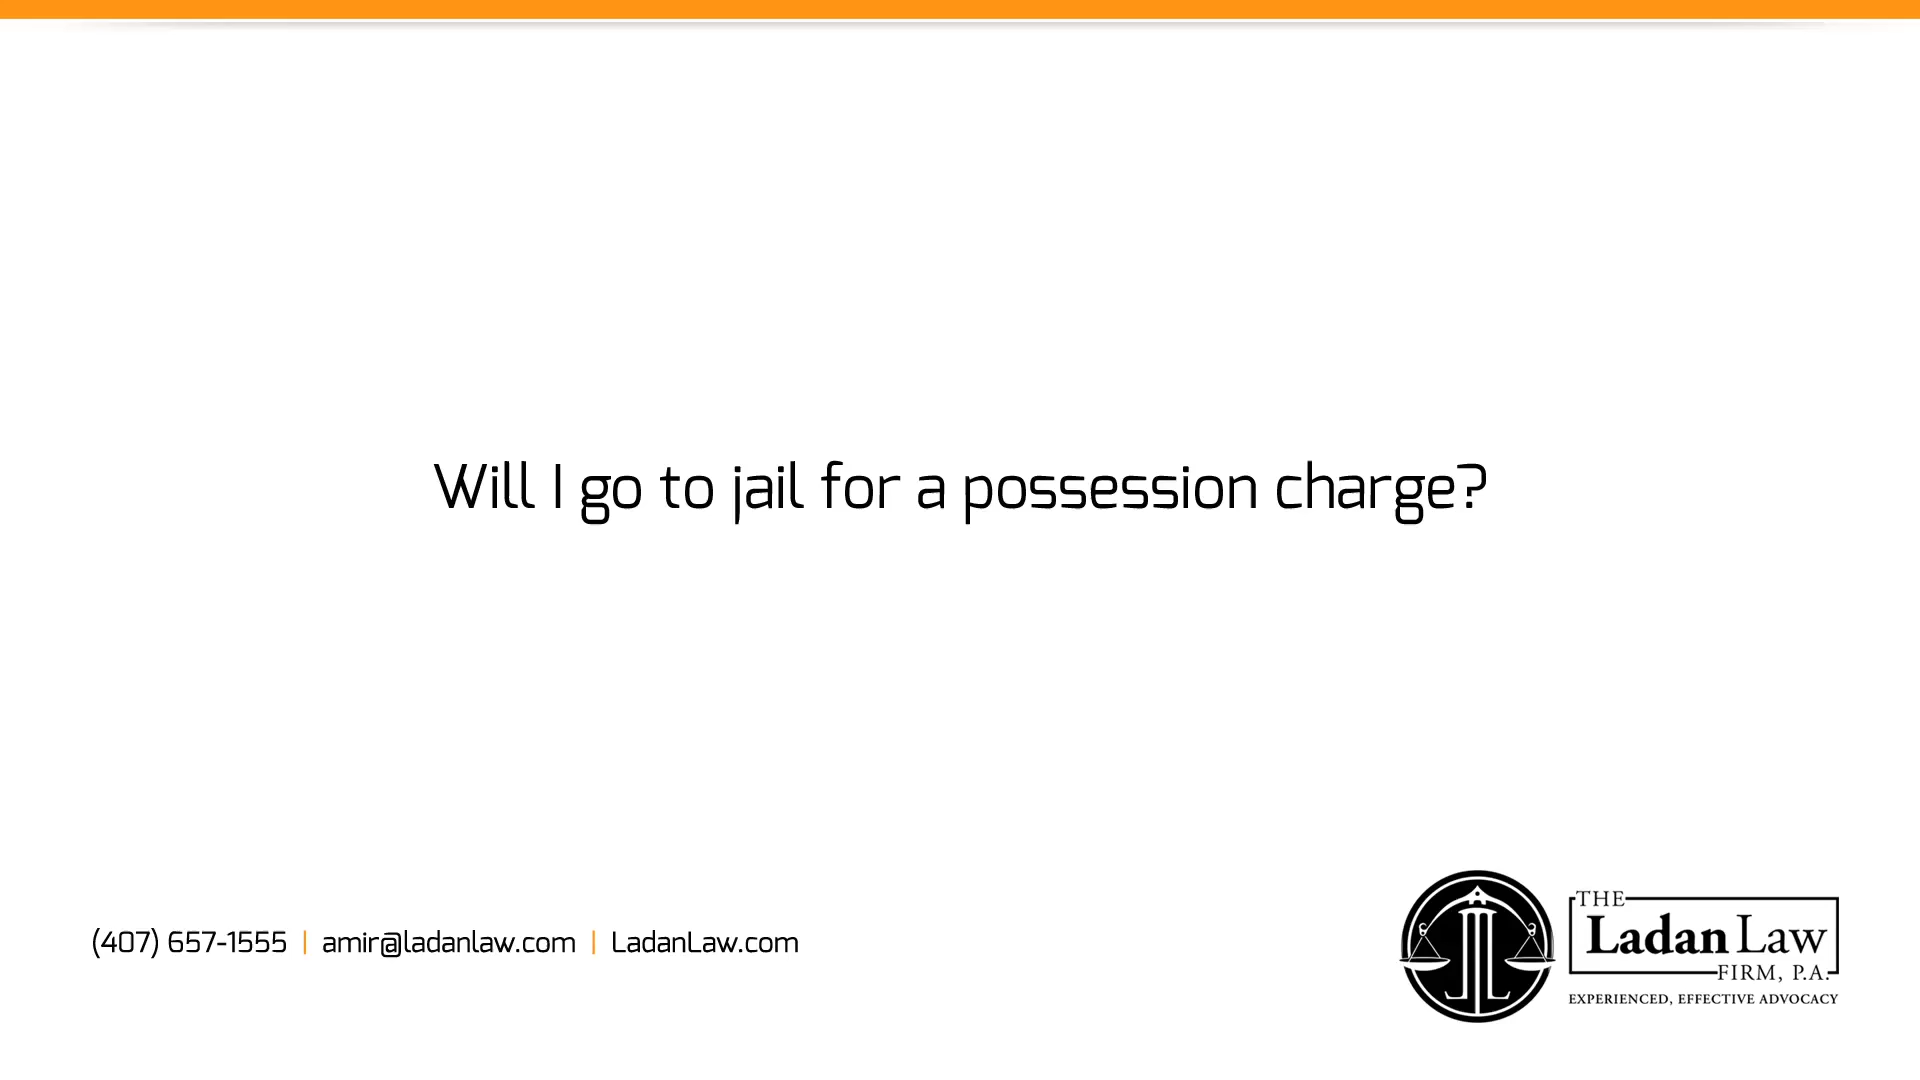 Will I go to jail for a possession charge?
(407) 657-1555 | amir@ladanlaw.com | LadanLaw.com
THE
Ladan Law
FIRM, P.A.
EXPERIENCED, EFFECTIVE ADVOCACY